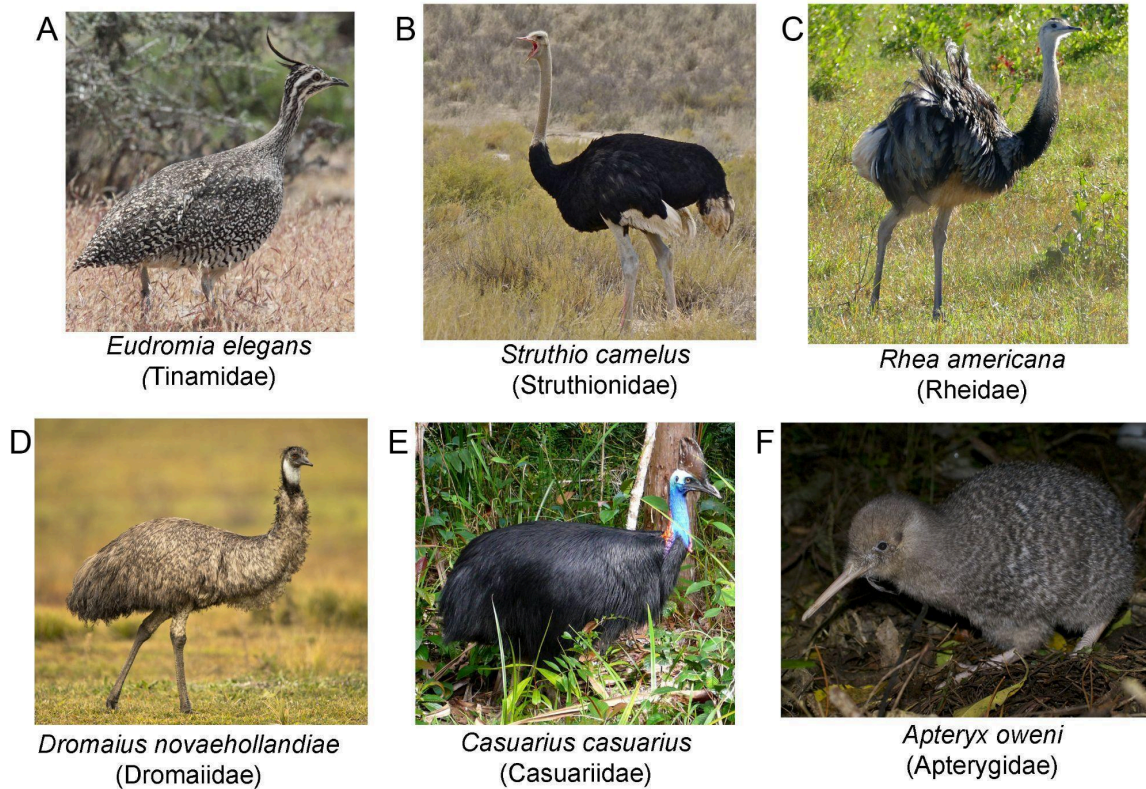 A
B
C
Eudromia elegans
(Tinamidae)
Struthio camelus
(Struthionidae)
Rhea americana
(Rheidae)
D
E
F
Dromaius novaehollandiae
(Dromaiidae)
Casuarius casuarius
(Casuariidae)
Apteryx oweni
(Apterygidae)